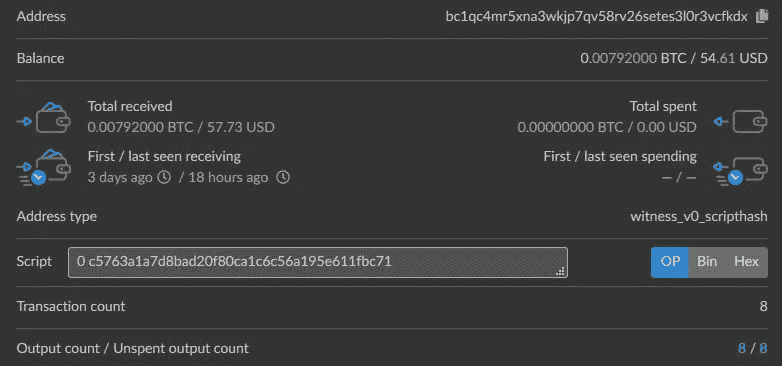 Address bc1qc4mr5xna3wkjp7qv58rv26setes3l0r3vcfkdx
Balance 0.00792000 BTC / 54.61 USD
Total received Total spent
0.00792000 BTC / 57.73 USD 0.00000000 BTC / 0.00 USD
First / last seen receiving First / last seen spending
3 days ago / 18 hours ago — / —
Address type witness_v0_scripthash
Script 0 c5763a1a7d8bad20f80ca1c6c56a195e611fbc71 OP Bin Hex
Transaction count 8
Output count / Unspent output count 8 / 8